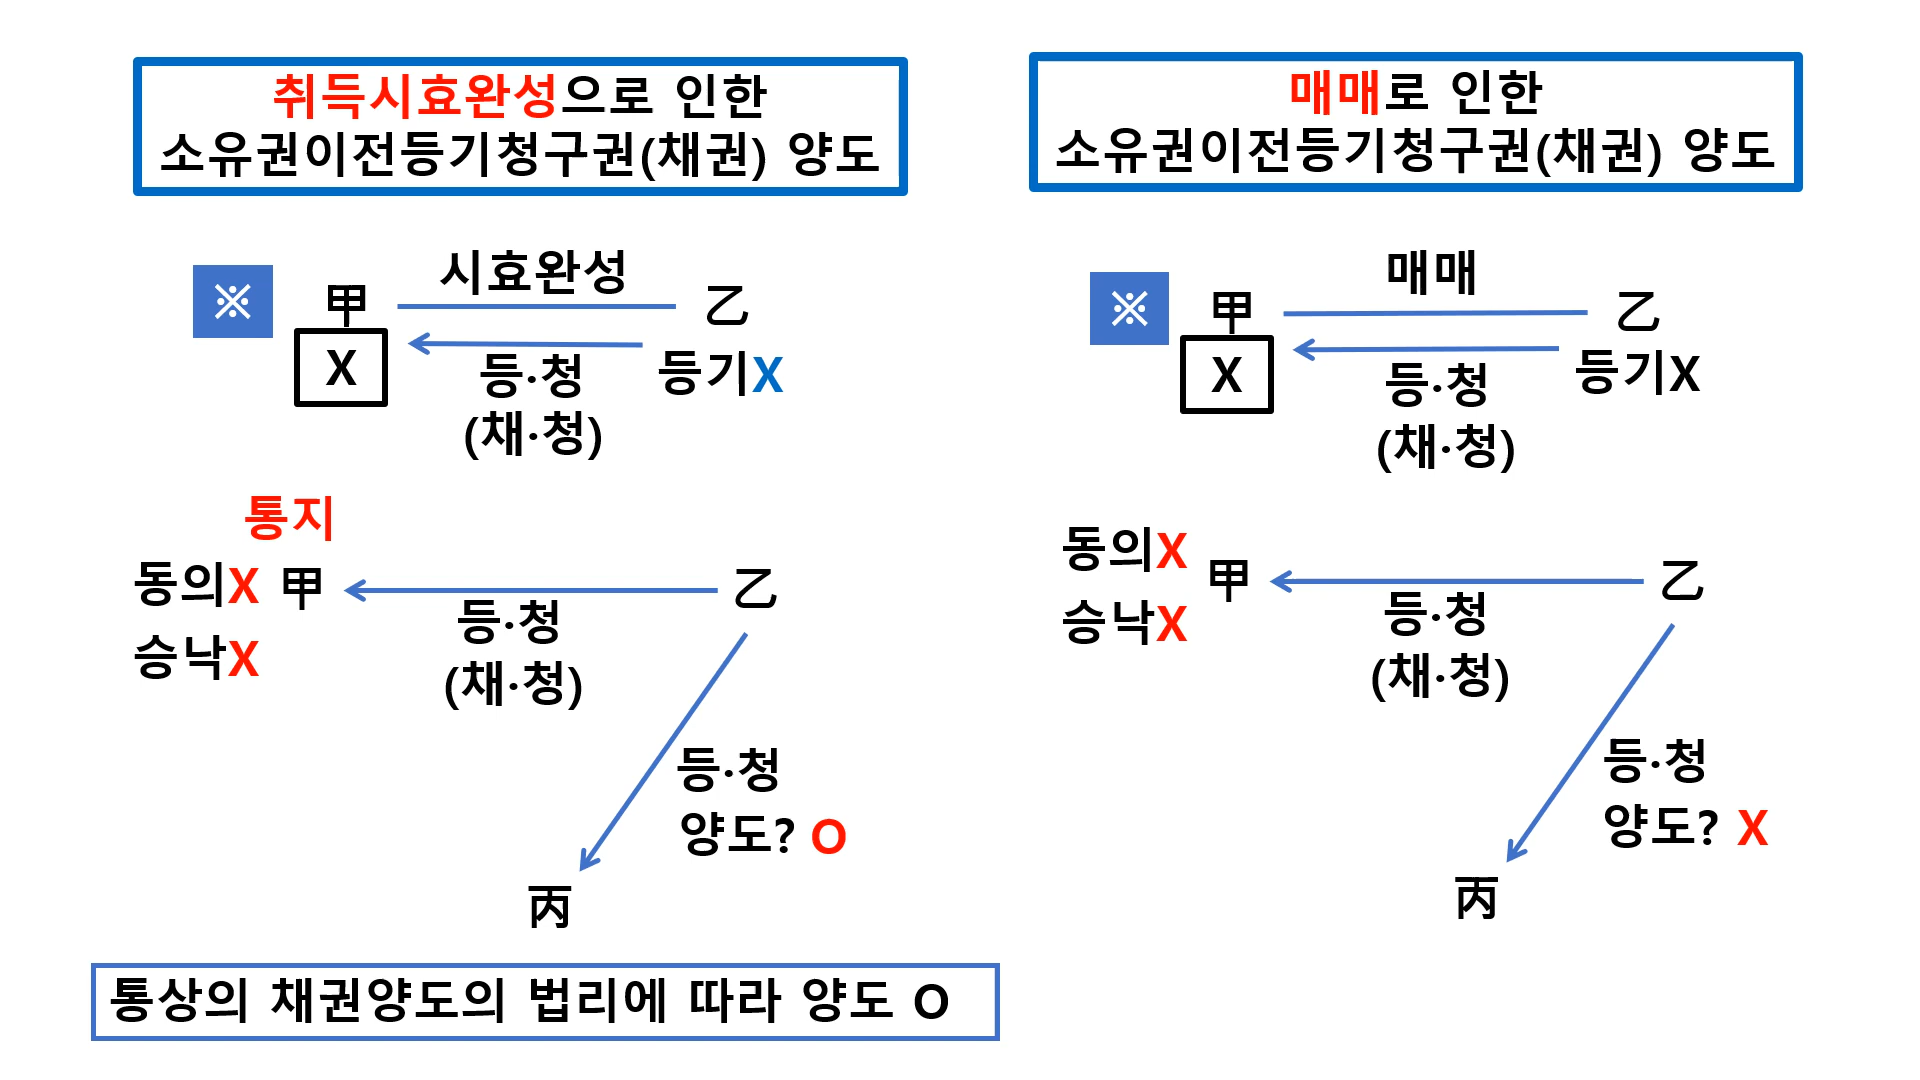 취득시효완성으로 인한
소유권이전등기청구권(채권) 양도
※
甲
시효완성
乙
X
등·청
(채·청)
등기X
통지
동의X
甲
승낙X
등·청
(채·청)
乙
등·청
양도? O
丙
통상의 채권양도의 법리에 따라 양도 O
매매로 인한
소유권이전등기청구권(채권) 양도
※
甲
매매
乙
X
등·청
(채·청)
등기X
동의X
甲
승낙X
등·청
(채·청)
乙
등·청
양도? X
丙